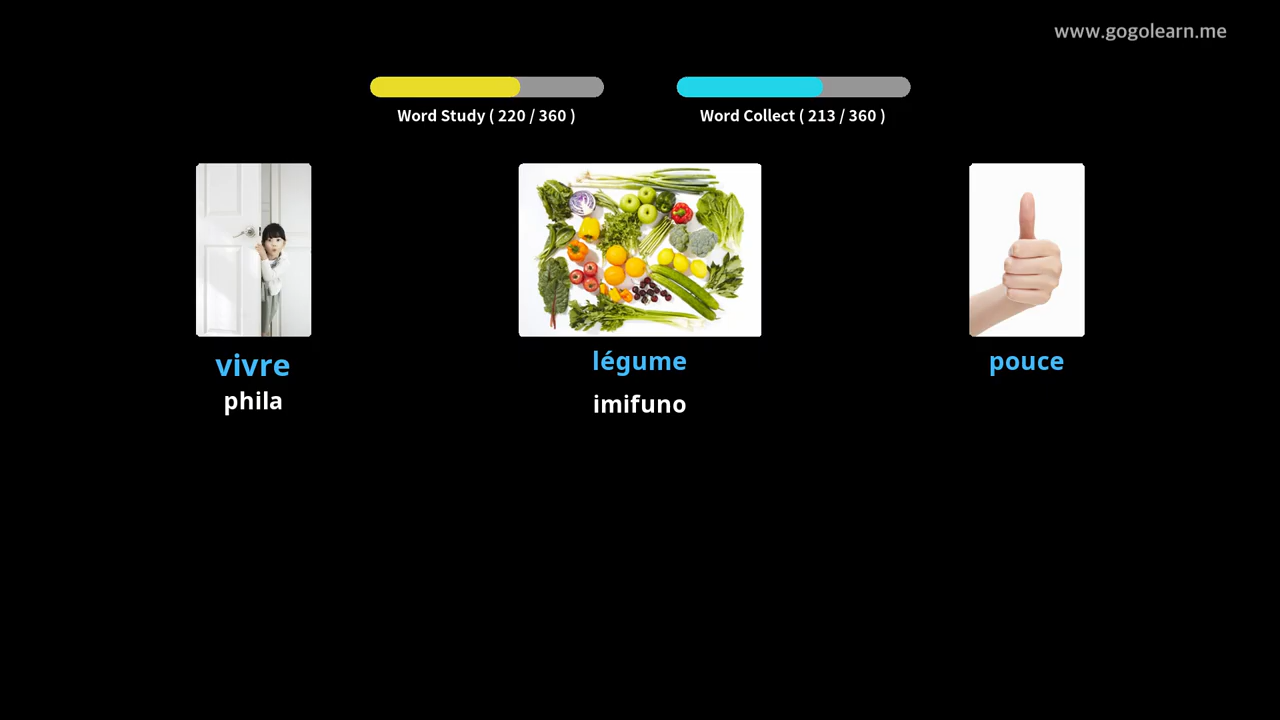 www.gogolearn.me
Word Study ( 220 / 360 )
Word Collect ( 213 / 360 )
vivre
phila
légume
imifuno
pouce